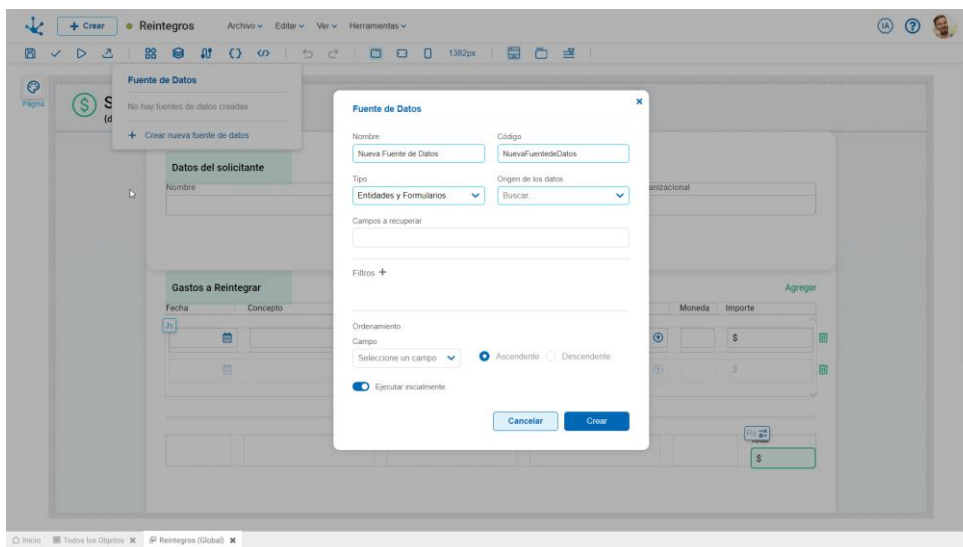 + Crear
Reintegros
Archivo Editar Ver Herramientas
IA ?
1382px
Página
Fuente de Datos
No hay fuentes de datos creadas
+ Crear nueva fuente de datos
S
{d
Datos del solicitante
Nombre
anizacional
Gastos a Reintegrar
Agregar
Fecha Concepto Moneda Importe
Js
$
$
$
Fuente de Datos
Nombre Código
Nueva Fuente de Datos NuevaFuentedeDatos
Tipo Origen de los datos
Entidades y Formularios Buscar...
Campos a recuperar
Filtros +
Ordenamiento
Campo
Seleccione un campo Ascendente Descendente
Ejecutar inicialmente
Cancelar Crear
Inicio Todos los Objetos Reintegros (Global)